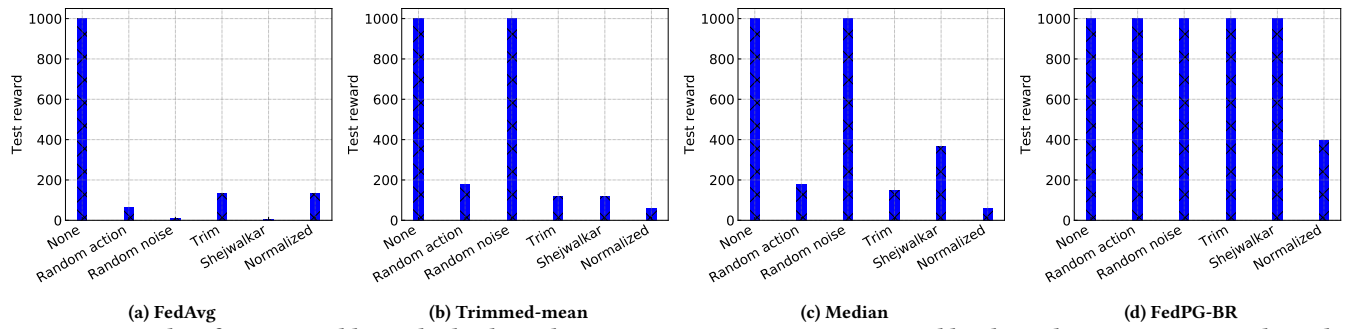 1000
800
600
400
200
0
Test reward
None
Random action
Random noise
Trim
Shejwalkar
Normalized
(a) FedAvg
1000
800
600
400
200
0
Test reward
None
Random action
Random noise
Trim
Shejwalkar
Normalized
(b) Trimmed-mean
1000
800
600
400
200
0
Test reward
None
Random action
Random noise
Trim
Shejwalkar
Normalized
(c) Median
1000
800
600
400
200
0
Test reward
None
Random action
Random noise
Trim
Shejwalkar
Normalized
(d) FedPG-BR